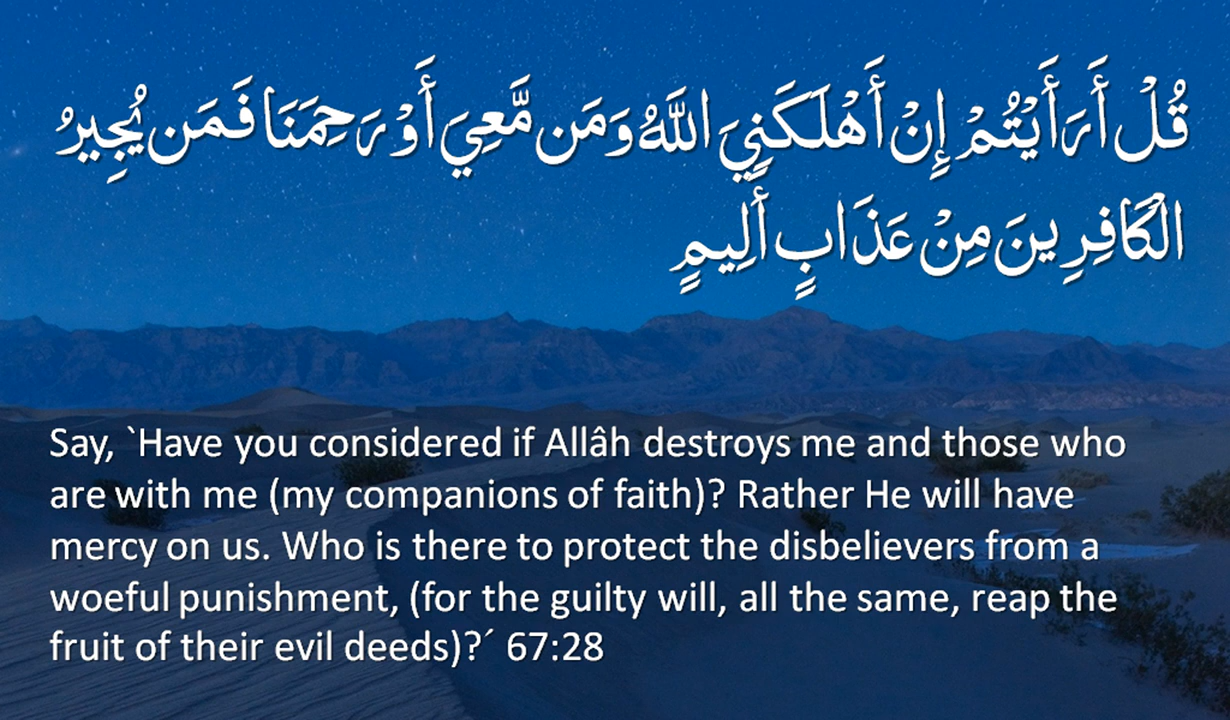 قُلْ أَرَأَيْتُمْ إِنْ أَهْلَكَنِيَ اللَّهُ وَمَن مَّعِيَ أَوْ رَحِمَنَا فَمَن يُجِيرُ
الْكَافِرِينَ مِنْ عَذَابٍ أَلِيمٍ
Say, `Have you considered if Allâh destroys me and those who
are with me (my companions of faith)? Rather He will have
mercy on us. Who is there to protect the disbelievers from a
woeful punishment, (for the guilty will, all the same, reap the
fruit of their evil deeds)?´ 67:28